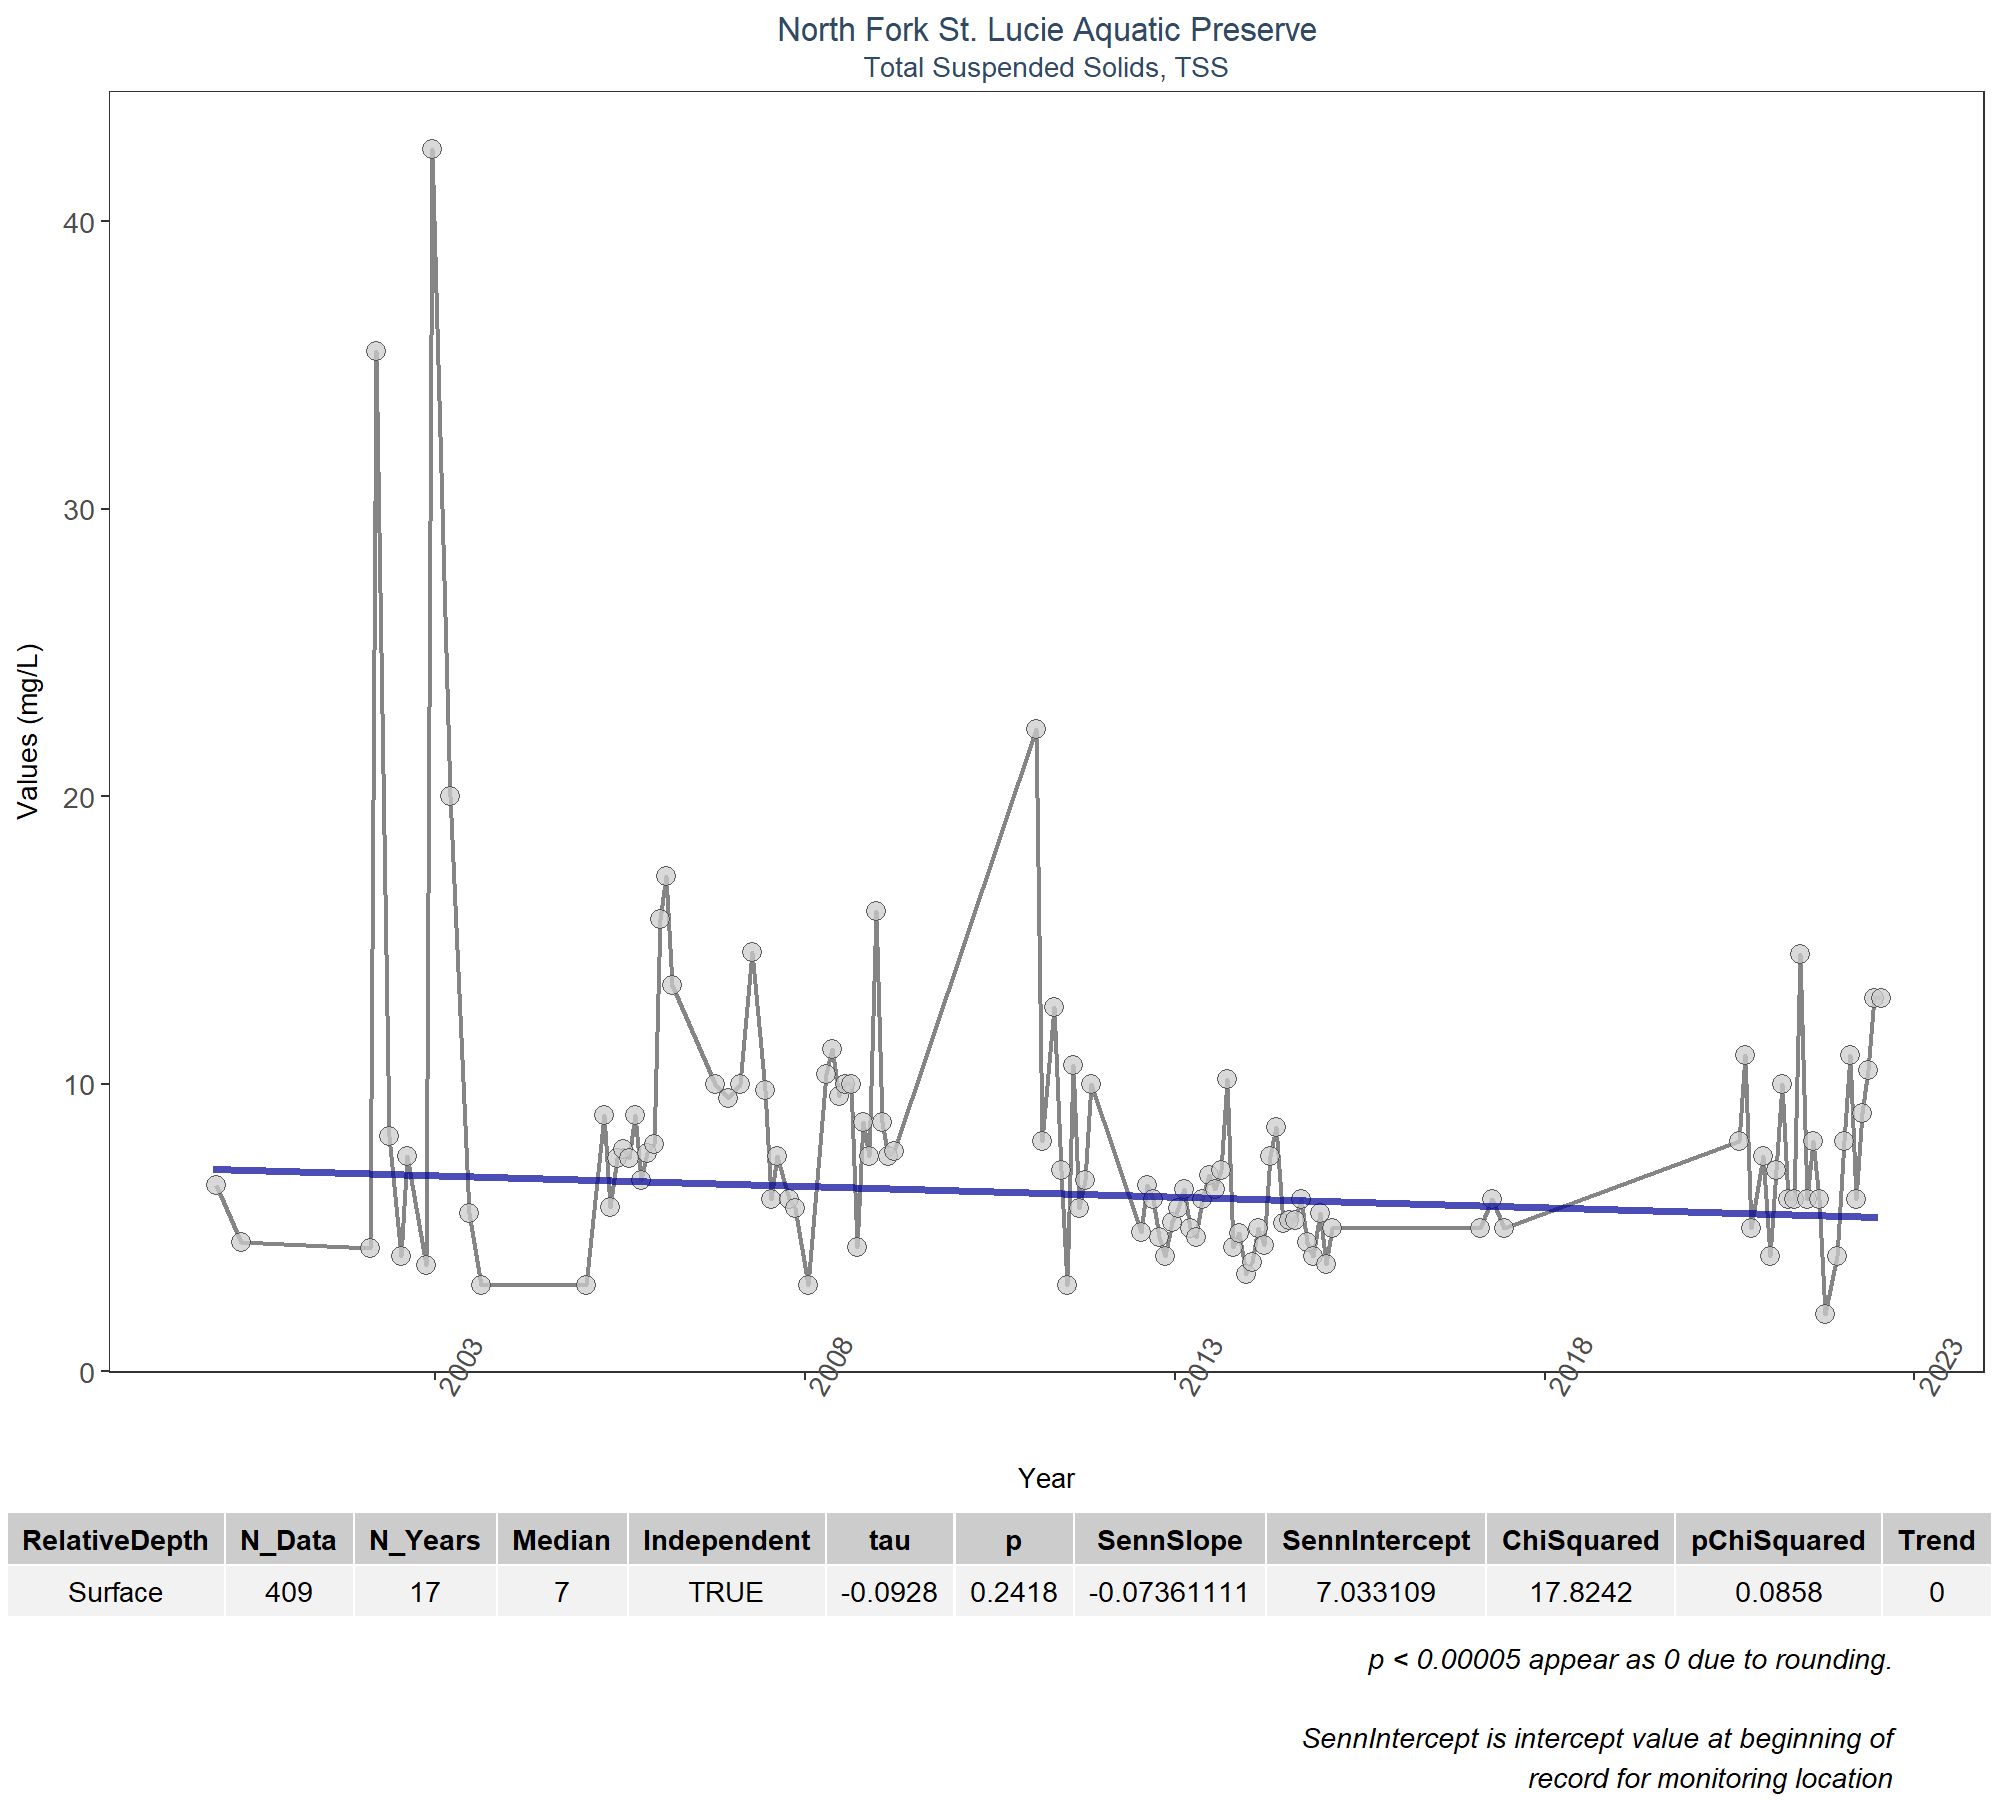 North Fork St. Lucie Aquatic Preserve
Total Suspended Solids, TSS
Values (mg/L)
40
30
20
10
0
2003 2008 2013 2018 2023
Year
RelativeDepth N_Data N_Years Median Independent tau p SennSlope SennIntercept ChiSquared pChiSquared Trend
Surface 409 17 7 TRUE -0.0928 0.2418 -0.07361111 7.033109 17.8242 0.0858 0
p < 0.00005 appear as 0 due to rounding.
SennIntercept is intercept value at beginning of
record for monitoring location